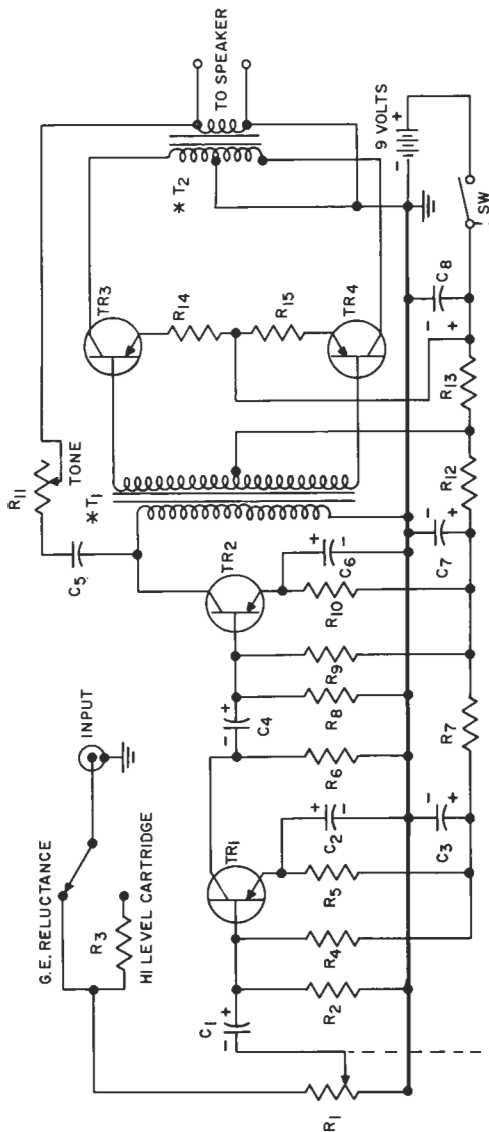 G.E. RELUCTANCE
INPUT
R3
HI LEVEL CARTRIDGE
R11
TONE
C5
*T1
*T2
TO SPEAKER
TR3
R14
R15
TR4
TR1
TR2
C1
- +
C4
- +
R1
R2
R4
R5
C2
+ -
R6
R8
R9
R10
C6
+ -
C3
- +
R7
C7
- +
R12
R13
C8
- +
9 VOLTS
- +
SW